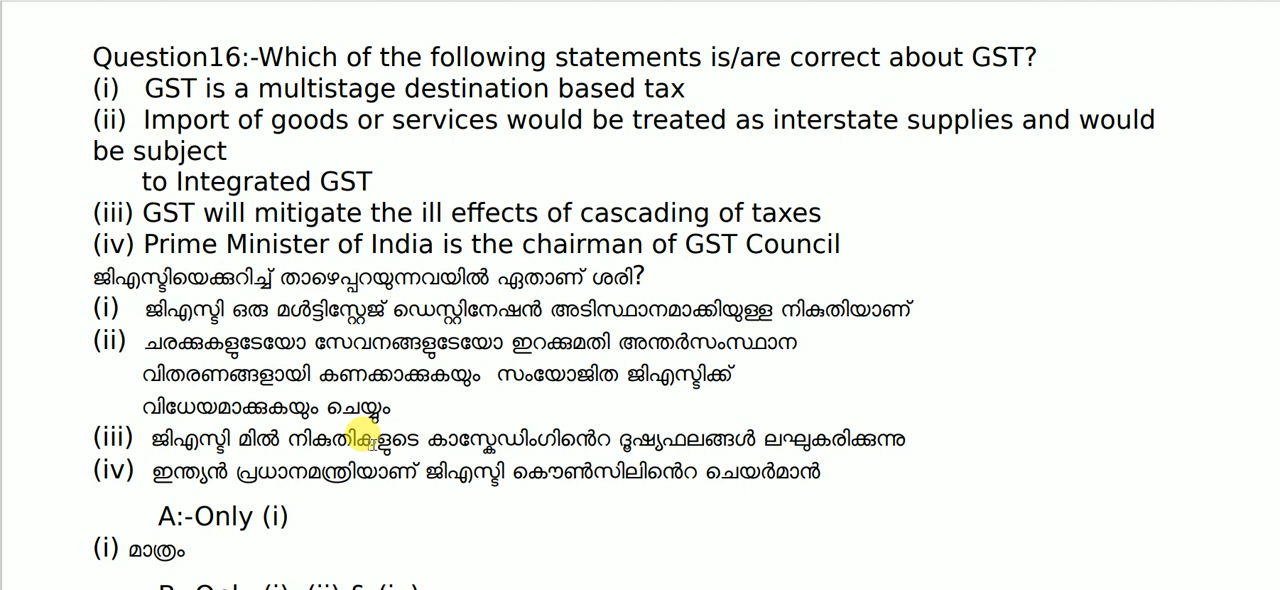 Question16:-Which of the following statements is/are correct about GST?
(i) GST is a multistage destination based tax
(ii) Import of goods or services would be treated as interstate supplies and would
be subject
to Integrated GST
(iii) GST will mitigate the ill effects of cascading of taxes
(iv) Prime Minister of India is the chairman of GST Council
ജിഎസ്ടിയെക്കുറിച്ച് താഴെപ്പറയുന്നവയിൽ ഏതാണ് ശരി?
(i) ജിഎസ്ടി ഒരു മൾട്ടിസ്റ്റേജ് ഡെസ്റ്റിനേഷൻ അടിസ്ഥാനമാക്കിയുള്ള നികുതിയാണ്
(ii) ചരക്കുകളുടേയോ സേവനങ്ങളുടേയോ ഇറക്കുമതി അന്തർസംസ്ഥാന
വിതരണങ്ങളായി കണക്കാക്കുകയും സംയോജിത ജിഎസ്ടിക്ക്
വിധേയമാക്കുകയും ചെയ്യും
(iii) ജിഎസ്ടി മിൽ നികുതികളുടെ കാസ്കേഡിംഗിൻെറ ദൂഷ്യഫലങ്ങൾ ലഘുകരിക്കുന്നു
(iv) ഇന്ത്യൻ പ്രധാനമന്ത്രിയാണ് ജിഎസ്ടി കൌൺസിലിൻെറ ചെയർമാൻ
A:-Only (i)
(i) മാത്രം